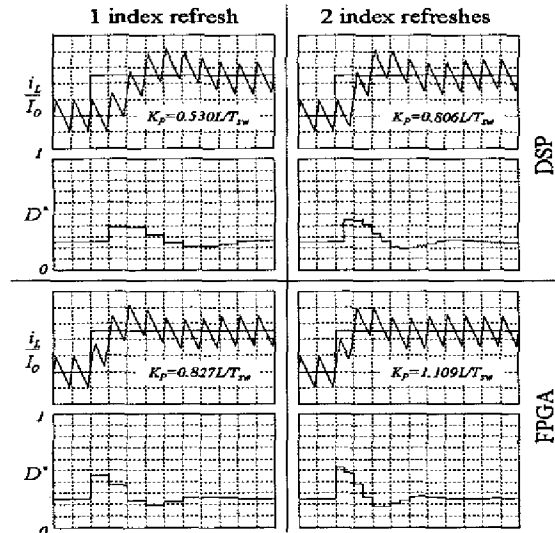 1 index refresh
2 index refreshes
i_L
I_O
K_P=0.530L/T_sw
K_P=0.806L/T_sw
DSP
1
D*
0
i_L
I_O
K_P=0.827L/T_sw
K_P=1.109L/T_sw
FPGA
1
D*
0